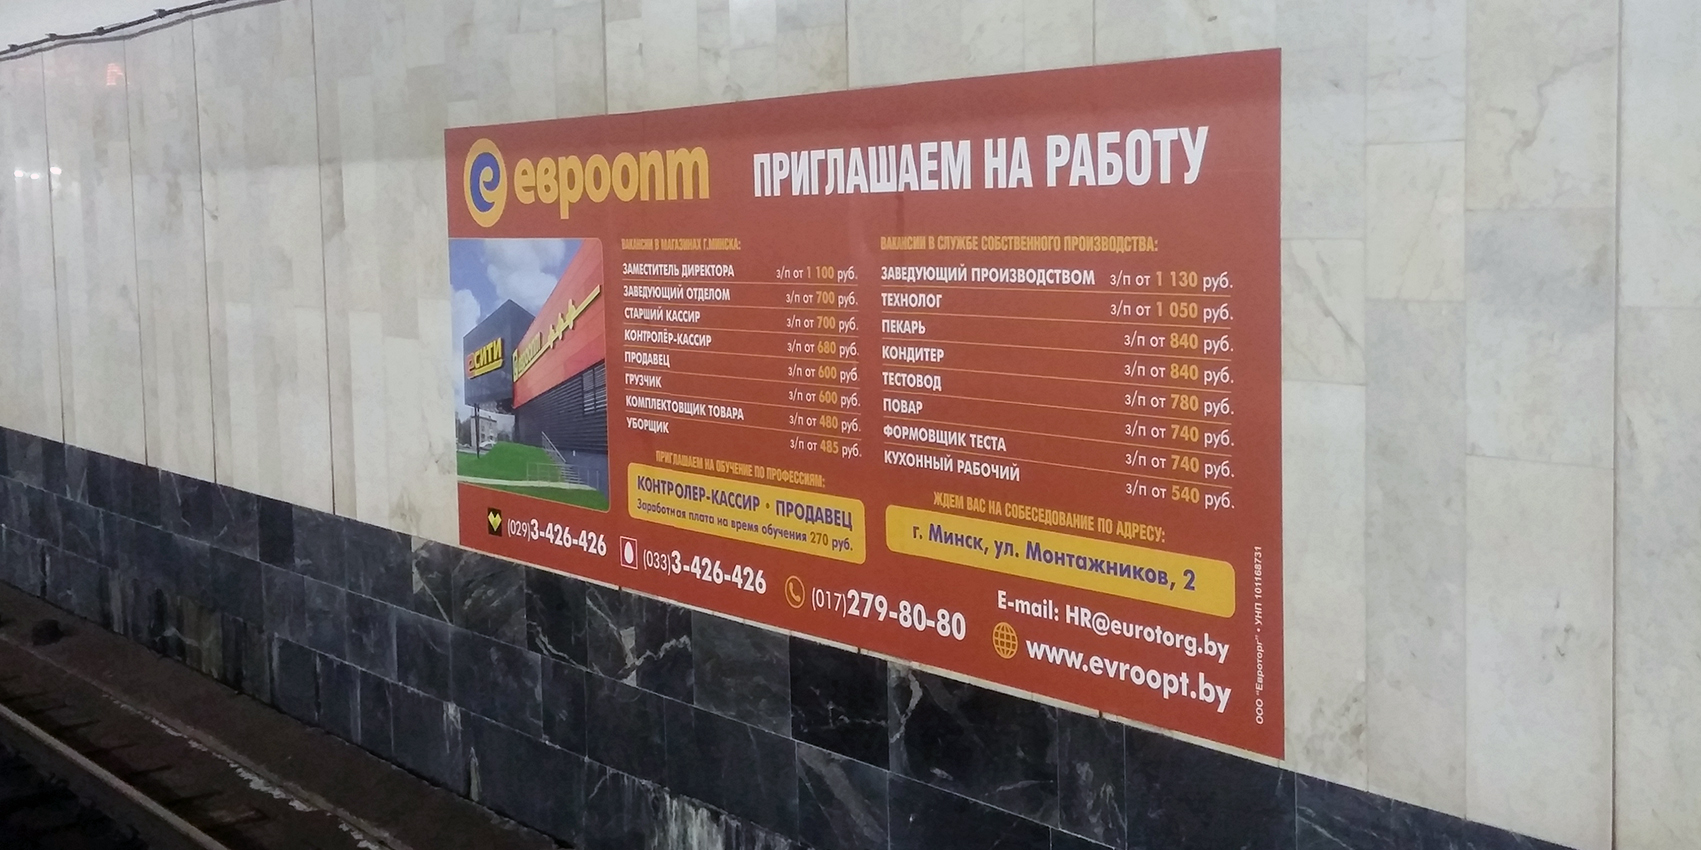 евроопт
ПРИГЛАШАЕМ НА РАБОТУ
ВАКАНСИИ В МАГАЗИНАХ Г.МИНСКА:
ЗАМЕСТИТЕЛЬ ДИРЕКТОРА з/п от 1 100 руб.
ЗАВЕДУЮЩИЙ ОТДЕЛОМ з/п от 700 руб.
СТАРШИЙ КАССИР з/п от 700 руб.
КОНТРОЛЁР-КАССИР з/п от 680 руб.
ПРОДАВЕЦ з/п от 600 руб.
ГРУЗЧИК з/п от 600 руб.
КОМПЛЕКТОВЩИК ТОВАРА з/п от 480 руб.
УБОРЩИК з/п от 485 руб.
ПРИГЛАШАЕМ НА ОБУЧЕНИЕ ПО ПРОФЕССИЯМ:
КОНТРОЛЕР-КАССИР • ПРОДАВЕЦ
Заработная плата на время обучения 270 руб.
ВАКАНСИИ В СЛУЖБЕ СОБСТВЕННОГО ПРОИЗВОДСТВА:
ЗАВЕДУЮЩИЙ ПРОИЗВОДСТВОМ з/п от 1 130 руб.
ТЕХНОЛОГ з/п от 1 050 руб.
ПЕКАРЬ з/п от 840 руб.
КОНДИТЕР з/п от 840 руб.
ТЕСТОВОД з/п от 780 руб.
ПОВАР з/п от 740 руб.
ФОРМОВЩИК ТЕСТА з/п от 740 руб.
КУХОННЫЙ РАБОЧИЙ з/п от 540 руб.
ЖДЕМ ВАС НА СОБЕСЕДОВАНИЕ ПО АДРЕСУ:
г. Минск, ул. Монтажников, 2
СИТИ
евроопт
(029)3-426-426
(033)3-426-426
(017)279-80-80
E-mail: HR@eurotorg.by
www.evroopt.by
ООО "Евроторг" • УНП 101168731